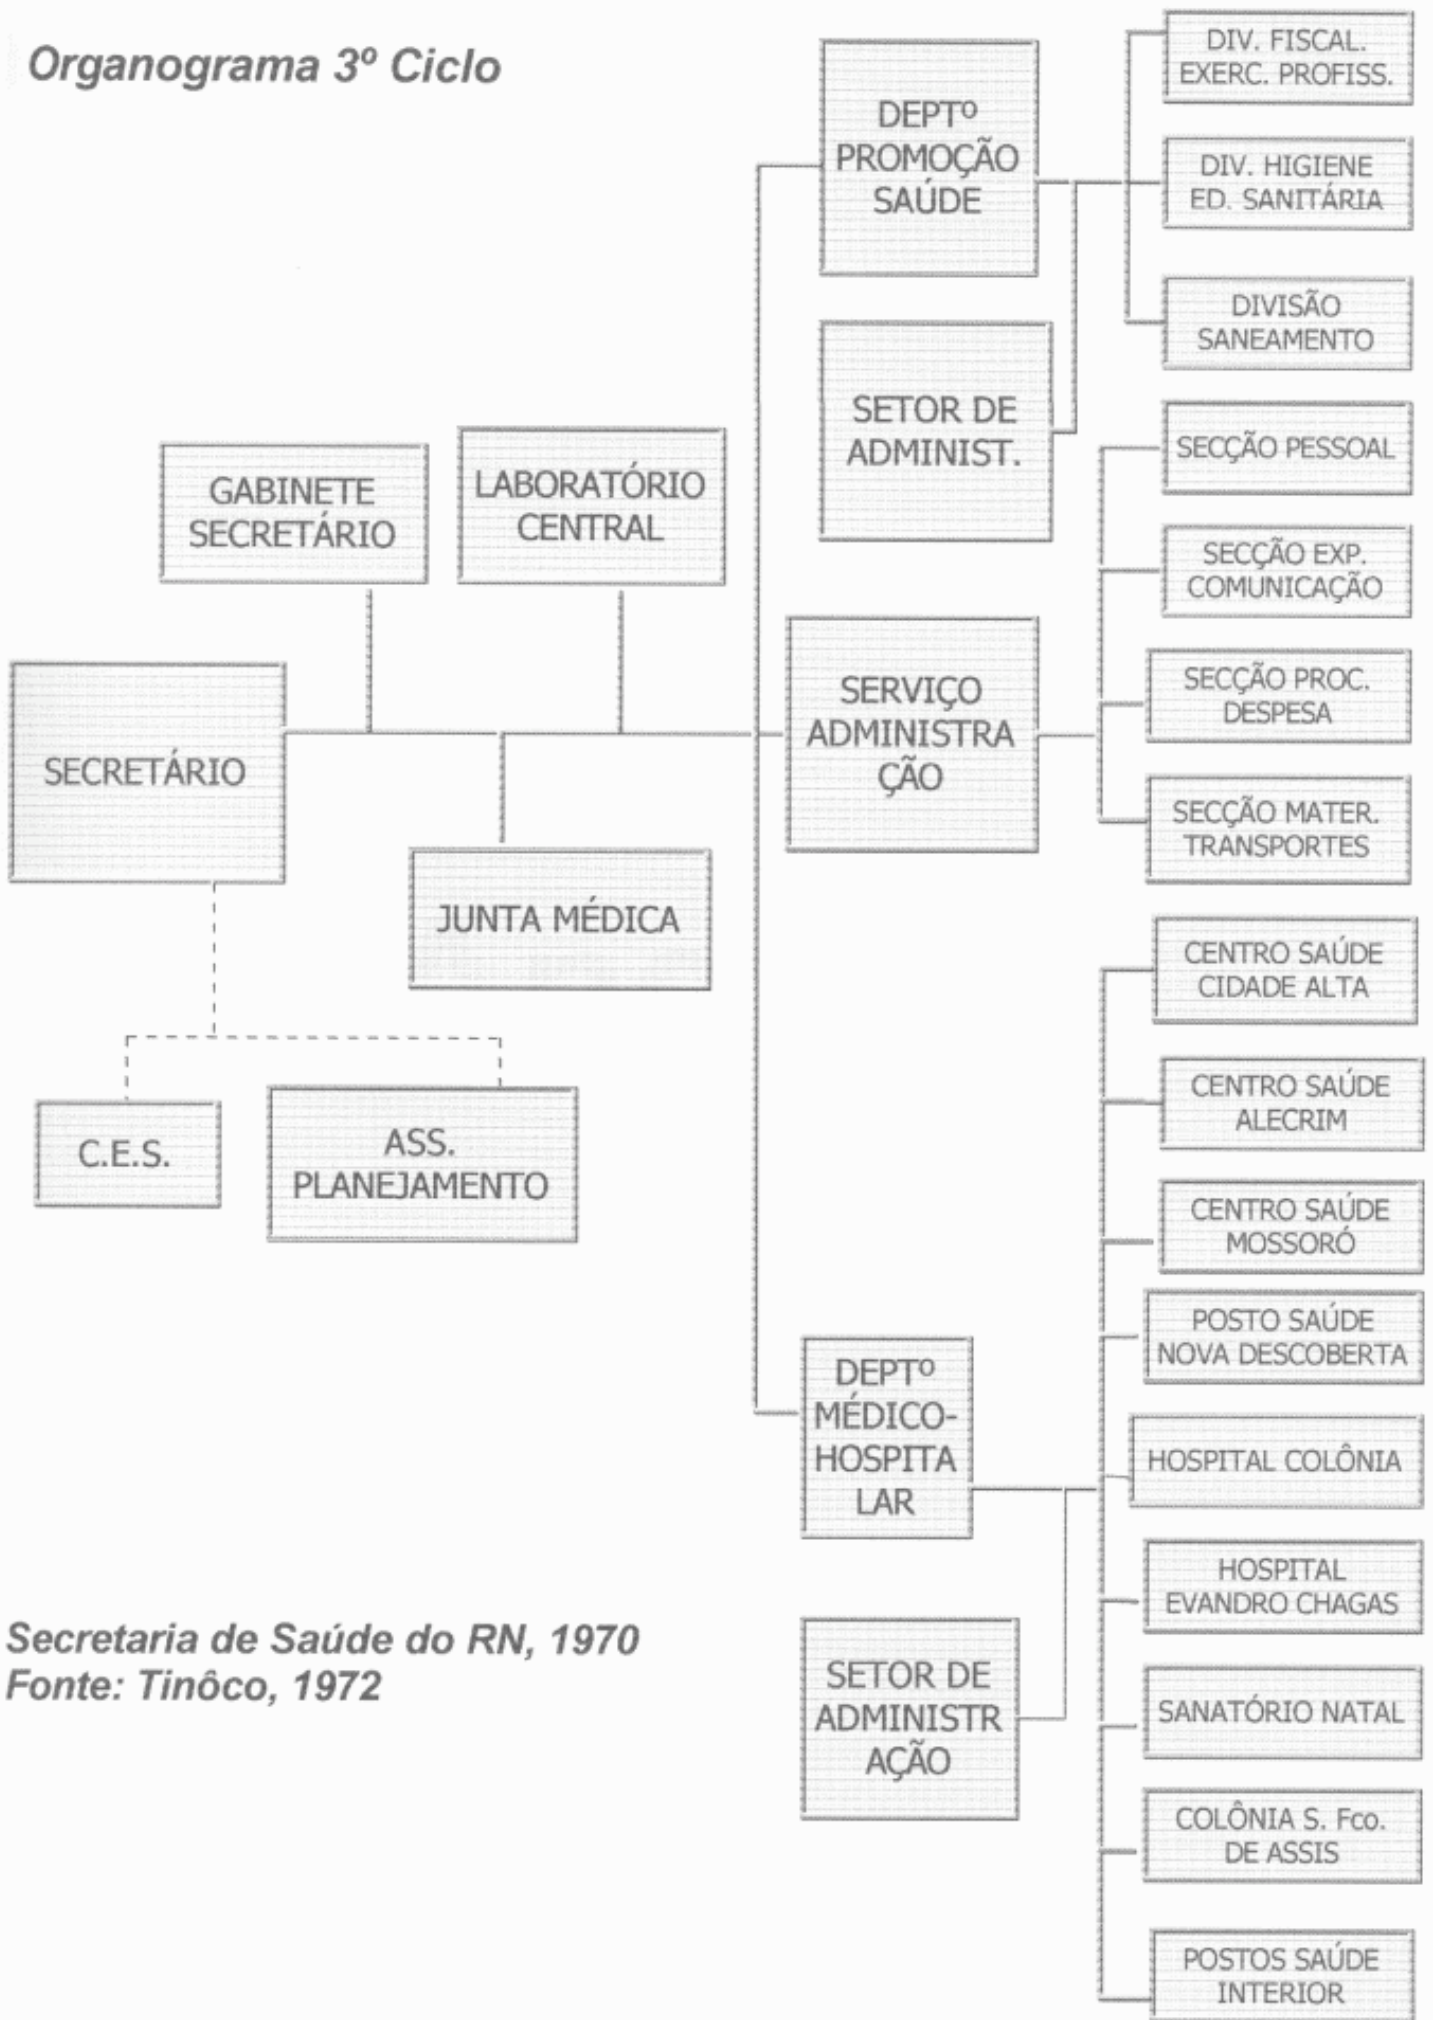 Organograma 3º Ciclo
DEPTº
PROMOÇÃO
SAÚDE
DIV. FISCAL.
EXERC. PROFISS.
DIV. HIGIENE
ED. SANITÁRIA
DIVISÃO
SANEAMENTO
SETOR DE
ADMINIST.
GABINETE
SECRETÁRIO
LABORATÓRIO
CENTRAL
SECRETÁRIO
JUNTA MÉDICA
C.E.S.
ASS.
PLANEJAMENTO
SERVIÇO
ADMINISTRA
ÇÃO
SECÇÃO PESSOAL
SECÇÃO EXP.
COMUNICAÇÃO
SECÇÃO PROC.
DESPESA
SECÇÃO MATER.
TRANSPORTES
DEPTº
MÉDICO-
HOSPITA
LAR
SETOR DE
ADMINISTR
AÇÃO
CENTRO SAÚDE
CIDADE ALTA
CENTRO SAÚDE
ALECRIM
CENTRO SAÚDE
MOSSORÓ
POSTO SAÚDE
NOVA DESCOBERTA
HOSPITAL COLÔNIA
HOSPITAL
EVANDRO CHAGAS
SANATÓRIO NATAL
COLÔNIA S. Fco.
DE ASSIS
POSTOS SAÚDE
INTERIOR
Secretaria de Saúde do RN, 1970
Fonte: Tinôco, 1972